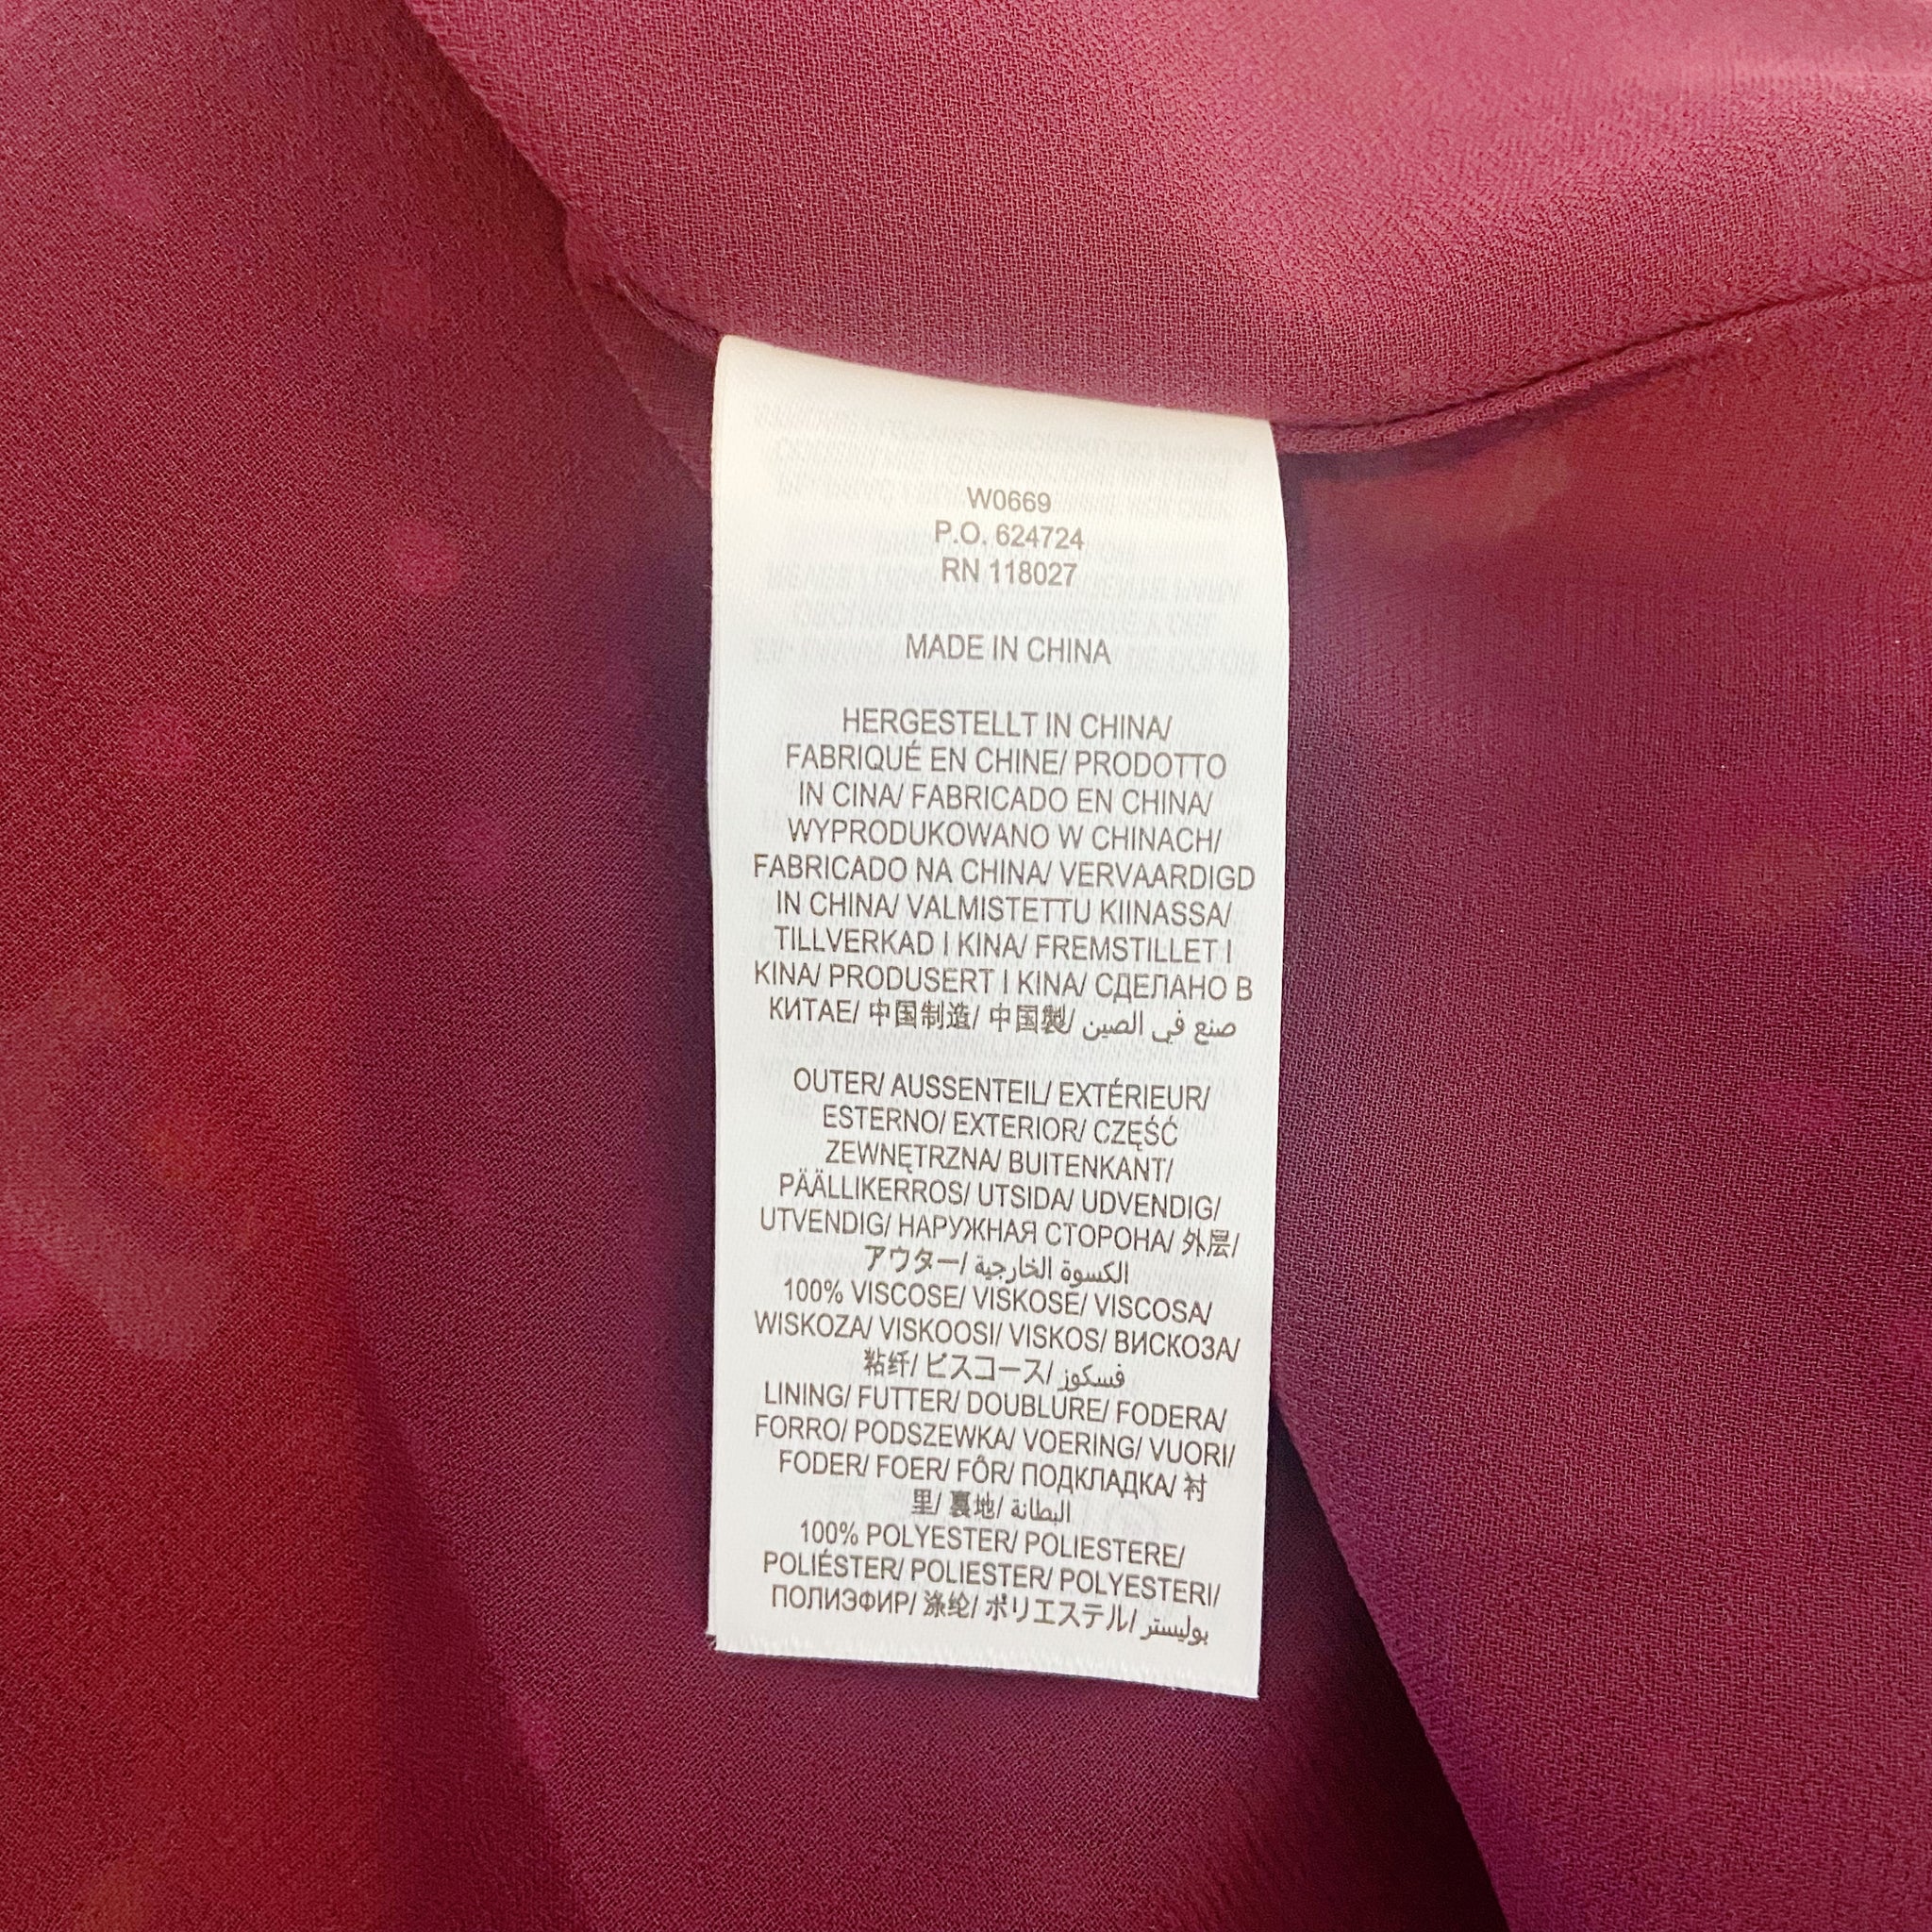 W0669
P.O. 624724
RN 118027
MADE IN CHINA
HERGESTELLT IN CHINA/
FABRIQUÉ EN CHINE/ PRODOTTO
IN CINA/ FABRICADO EN CHINA/
WYPRODUKOWANO W CHINACH/
FABRICADO NA CHINA/ VERVAARDIGD
IN CHINA/ VALMISTETTU KIINASSA/
TILLVERKAD I KINA/ FREMSTILLET I
KINA/ PRODUSERT I KINA/ СДЕЛАНО В
КИТАЕ/ 中国制造/ 中国製/ صنع في الصين
OUTER/ AUSSENTEIL/ EXTÉRIEUR/
ESTERNO/ EXTERIOR/ CZĘŚĆ
ZEWNĘTRZNA/ BUITENKANT/
PÄÄLLIKERROS/ UTSIDA/ UDVENDIG/
UTVENDIG/ НАРУЖНАЯ СТОРОНА/ 外层/
アウター/ الكسوة الخارجية
100% VISCOSE/ VISKOSE/ VISCOSA/
WISKOZA/ VISKOOSI/ VISKOS/ ВИСКОЗА/
粘纤/ ビスコース/ فسكوز
LINING/ FUTTER/ DOUBLURE/ FODERA/
FORRO/ PODSZEWKA/ VOERING/ VUORI/
FODER/ FOER/ FÔR/ ПОДКЛАДКА/ 衬
里/ 裏地/ البطانة
100% POLYESTER/ POLIESTERE/
POLIÉSTER/ POLIESTER/ POLYESTERI/
ПОЛИЭФИР/ 涤纶/ ポリエステル/ بوليستر